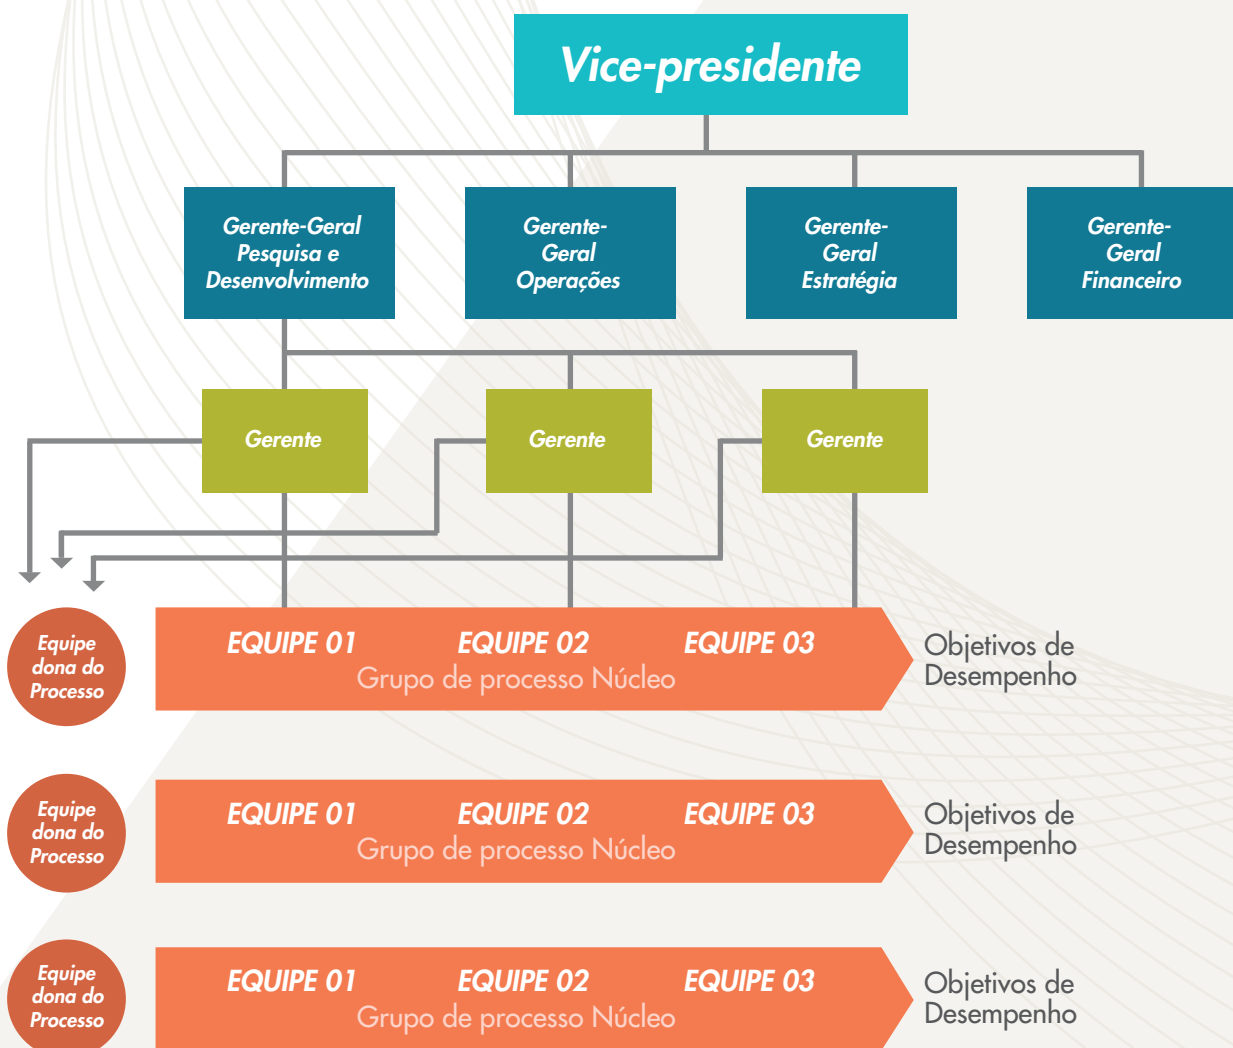 Vice-presidente
Gerente-Geral
Pesquisa e
Desenvolvimento
Gerente-
Geral
Operações
Gerente-
Geral
Estratégia
Gerente-
Geral
Financeiro
Gerente
Gerente
Gerente
Equipe
dona do
Processo
EQUIPE 01 EQUIPE 02 EQUIPE 03
Grupo de processo Núcleo
Objetivos de
Desempenho
Equipe
dona do
Processo
EQUIPE 01 EQUIPE 02 EQUIPE 03
Grupo de processo Núcleo
Objetivos de
Desempenho
Equipe
dona do
Processo
EQUIPE 01 EQUIPE 02 EQUIPE 03
Grupo de processo Núcleo
Objetivos de
Desempenho